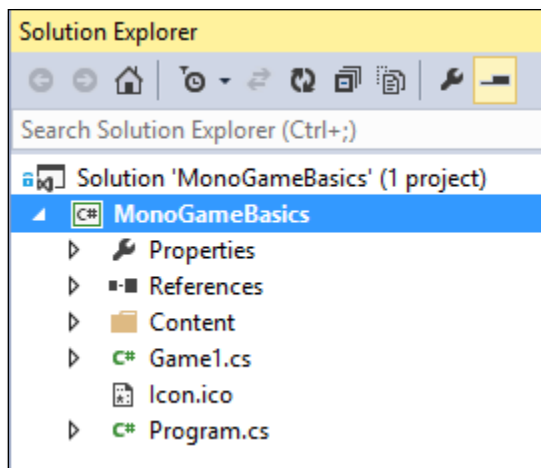 Solution Explorer
Search Solution Explorer (Ctrl+;)
Solution 'MonoGameBasics' (1 project)
C# MonoGameBasics
Properties
References
Content
C# Game1.cs
Icon.ico
C# Program.cs